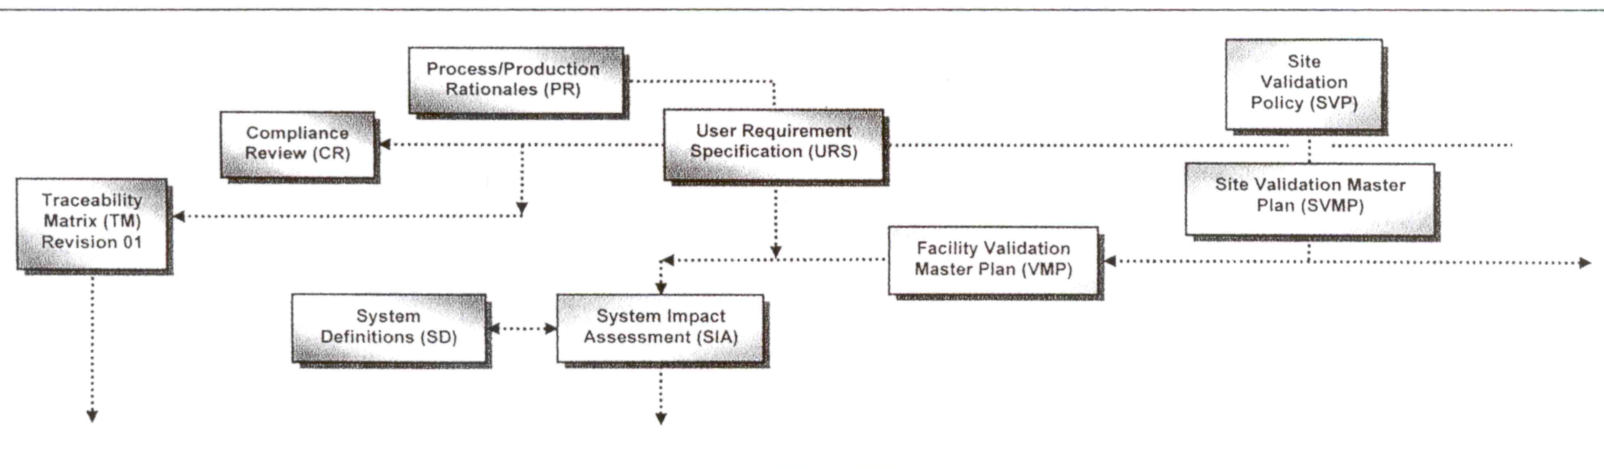 Process/Production
Rationales (PR)
Site
Validation
Policy (SVP)
Compliance
Review (CR)
User Requirement
Specification (URS)
Traceability
Matrix (TM)
Revision 01
Site Validation Master
Plan (SVMP)
Facility Validation
Master Plan (VMP)
System
Definitions (SD)
System Impact
Assessment (SIA)